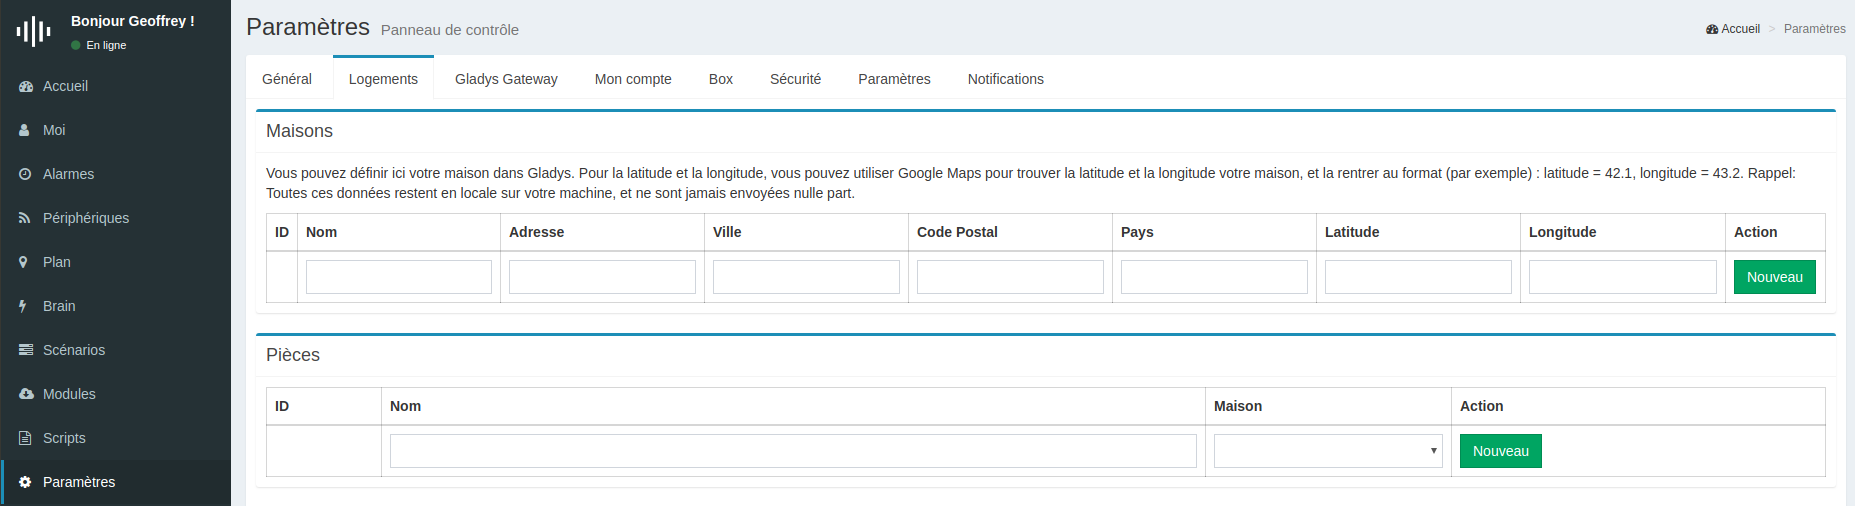 Bonjour Geoffrey !
En ligne
Accueil
Moi
Alarmes
Périphériques
Plan
Brain
Scénarios
Modules
Scripts
Paramètres
Paramètres Panneau de contrôle
Accueil > Paramètres
Général Logements Gladys Gateway Mon compte Box Sécurité Paramètres Notifications
Maisons
Vous pouvez définir ici votre maison dans Gladys. Pour la latitude et la longitude, vous pouvez utiliser Google Maps pour trouver la latitude et la longitude votre maison, et la rentrer au format (par exemple) : latitude = 42.1, longitude = 43.2. Rappel:
Toutes ces données restent en locale sur votre machine, et ne sont jamais envoyées nulle part.
ID Nom Adresse Ville Code Postal Pays Latitude Longitude Action
Nouveau
Pièces
ID Nom Maison Action
Nouveau